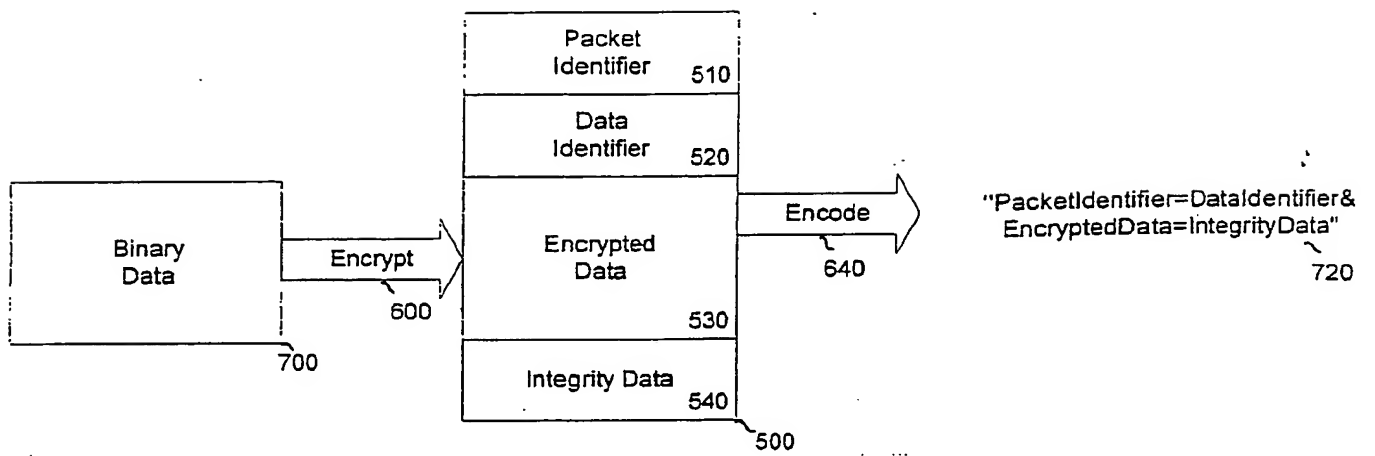 Packet
Identifier
510
Data
Identifier
520
Binary
Data
700
Encrypt
600
Encrypted
Data
530
Integrity Data
540
500
Encode
640
"PacketIdentifier=DataIdentifier&
EncryptedData=IntegrityData"
720